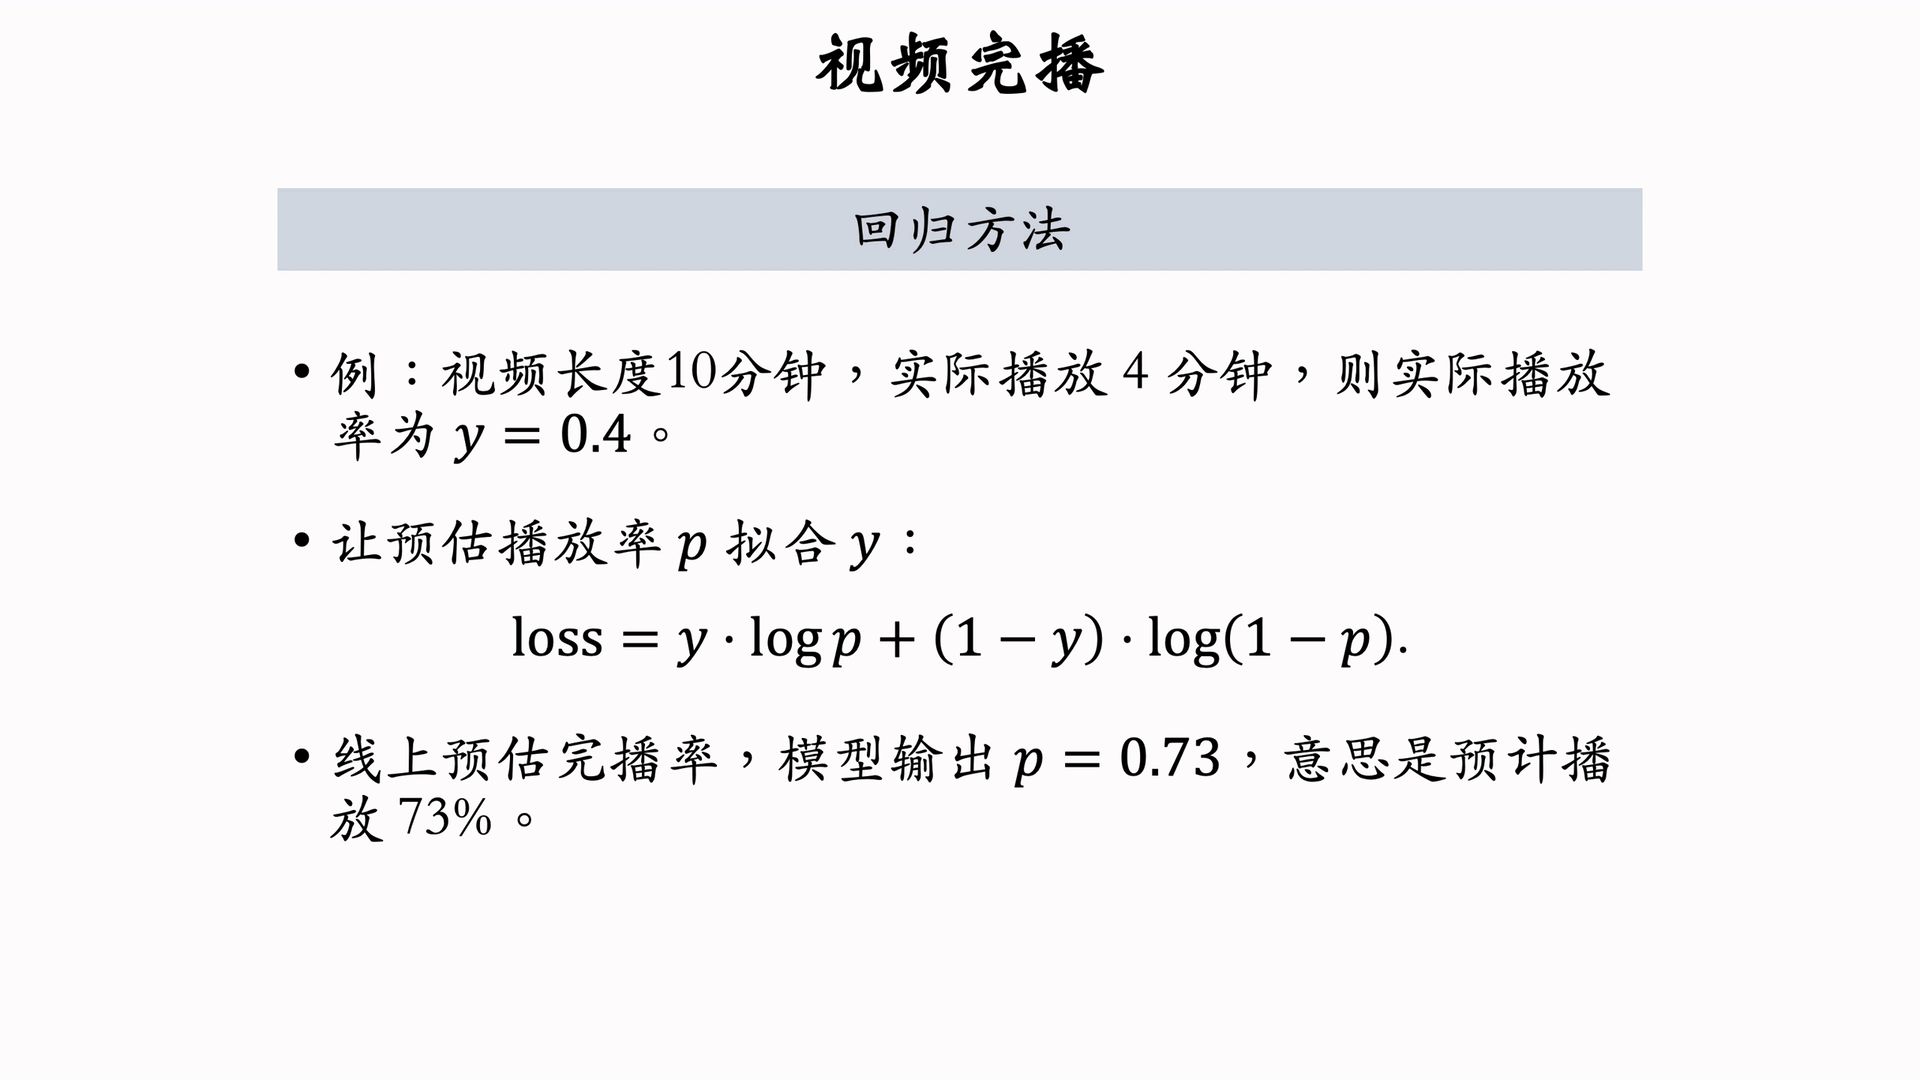 视频完播
回归方法
• 例：视频长度10分钟，实际播放 4 分钟，则实际播放
率为 y = 0.4。
• 让预估播放率 p 拟合 y：
loss = y · log p + (1 − y) · log(1 − p).
• 线上预估完播率，模型输出 p = 0.73，意思是预计播
放 73%。